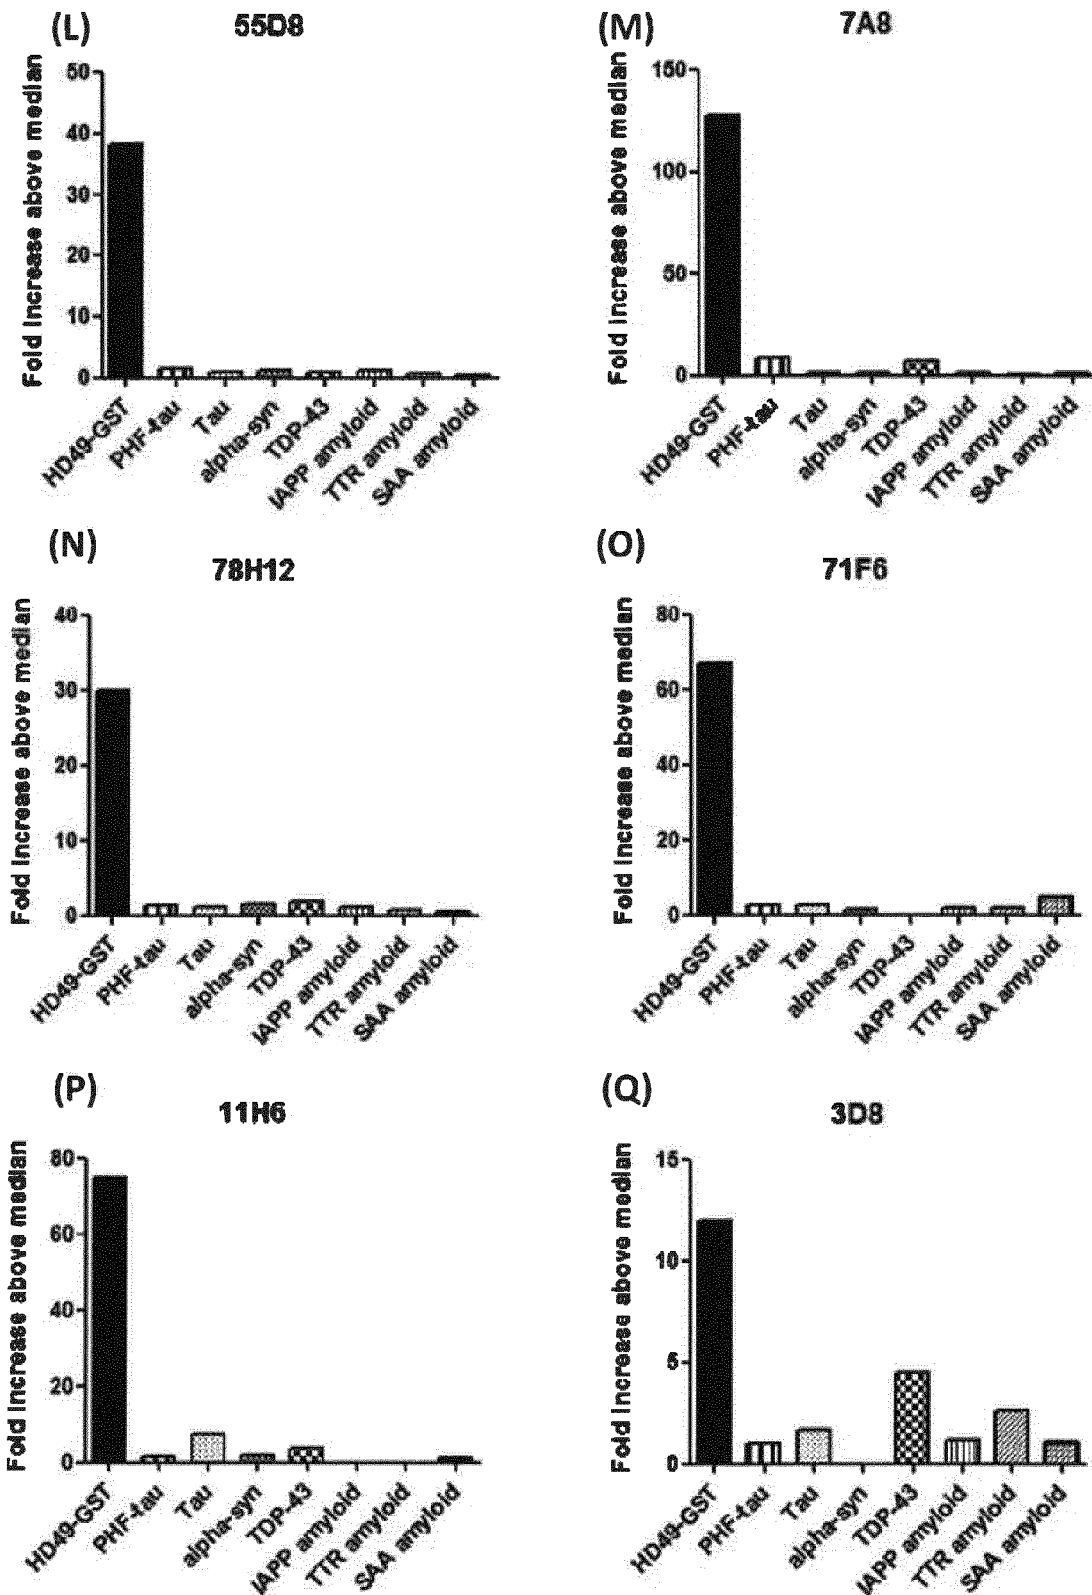 (L)
55D8
Fold increase above median
50
40
30
20
10
0
HD49-GST
PHF-tau
Tau
alpha-syn
TDP-43
IAPP amyloid
TTR amyloid
SAA amyloid
(M)
7A8
Fold increase above median
150
100
50
0
HD49-GST
PHF-tau
Tau
alpha-syn
TDP-43
IAPP amyloid
TTR amyloid
SAA amyloid
(N)
78H12
Fold increase above median
40
30
20
10
0
HD49-GST
PHF-tau
Tau
alpha-syn
TDP-43
IAPP amyloid
TTR amyloid
SAA amyloid
(O)
71F6
Fold increase above median
80
60
40
20
0
HD49-GST
PHF-tau
Tau
alpha-syn
TDP-43
IAPP amyloid
TTR amyloid
SAA amyloid
(P)
11H6
Fold increase above median
80
60
40
20
0
HD49-GST
PHF-tau
Tau
alpha-syn
TDP-43
IAPP amyloid
TTR amyloid
SAA amyloid
(Q)
3D8
Fold increase above median
15
10
5
0
HD49-GST
PHF-tau
Tau
alpha-syn
TDP-43
IAPP amyloid
TTR amyloid
SAA amyloid